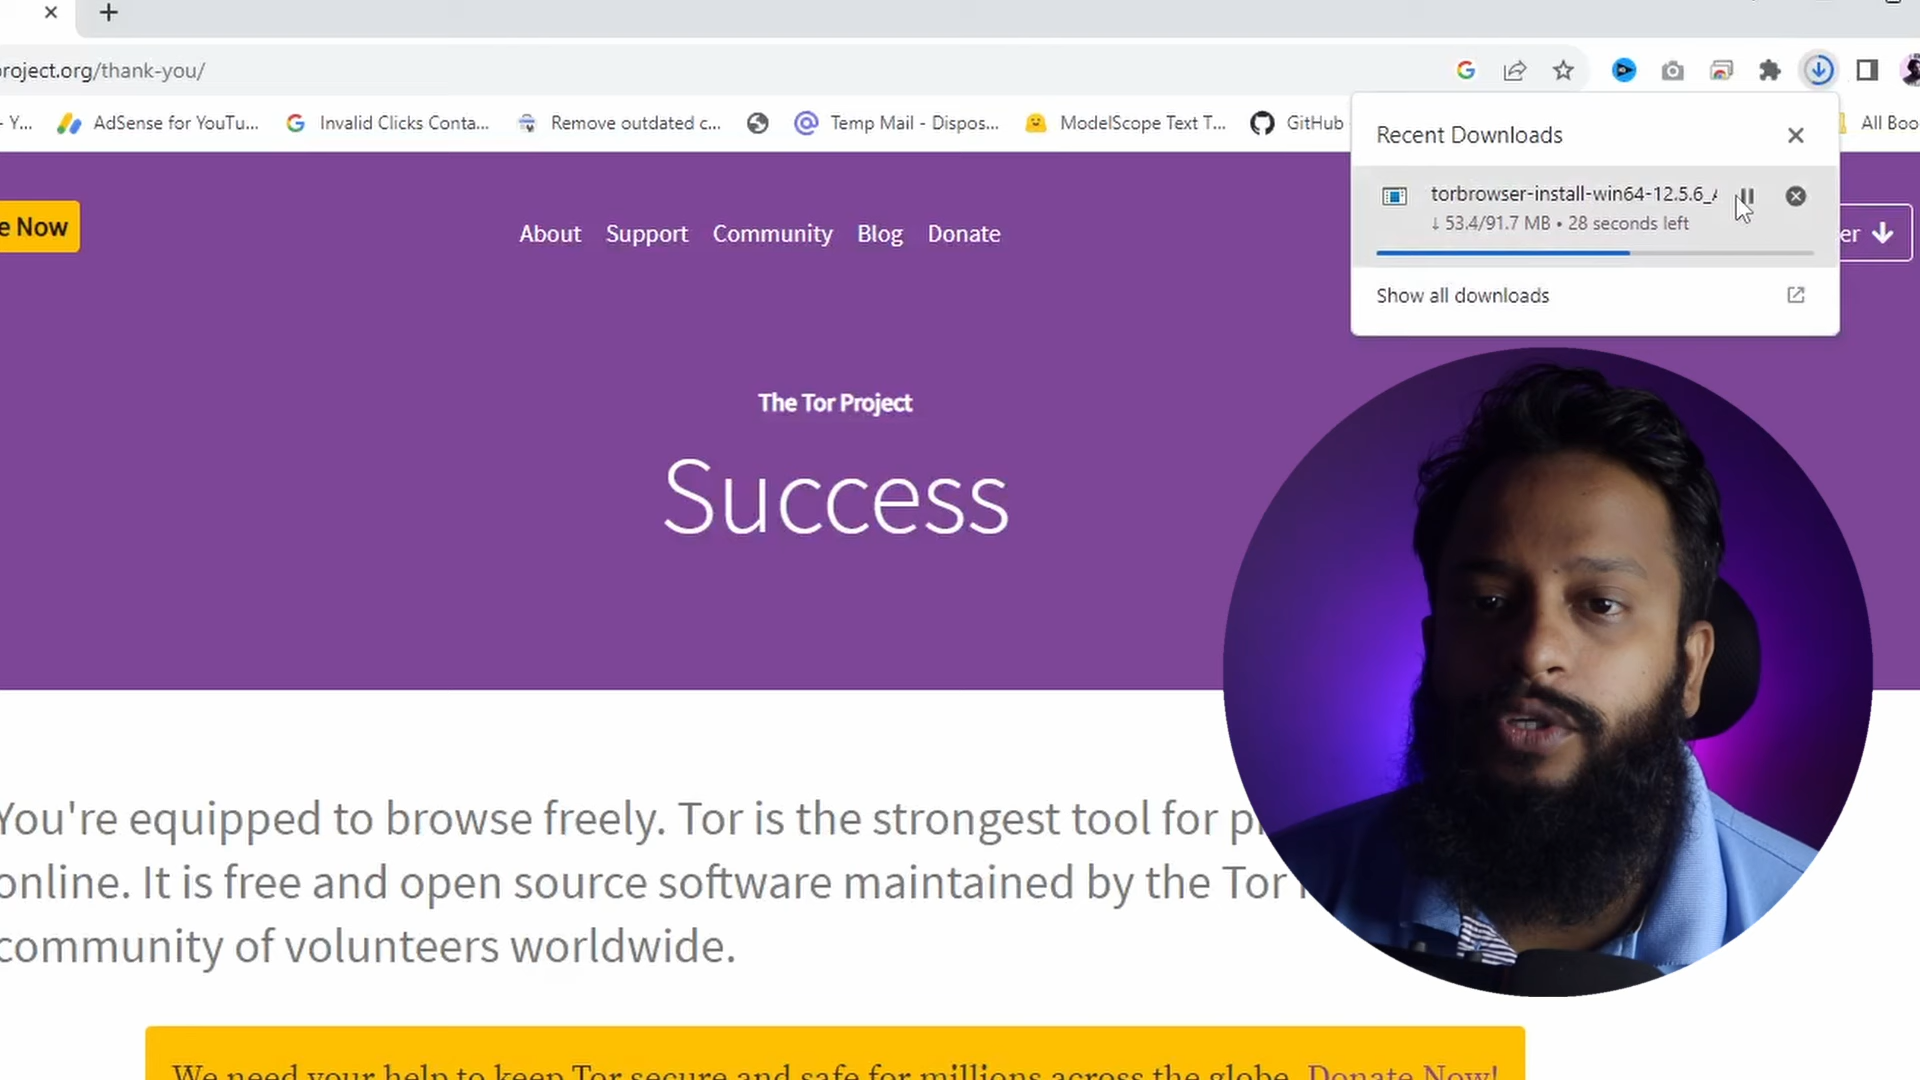 roject.org/thank-you/
- Y...
AdSense for YouTu...
Invalid Clicks Conta...
Remove outdated c...
Temp Mail - Dispos...
ModelScope Text T...
GitHub
All Boo
Recent Downloads
torbrowser-install-win64-12.5.6_
↓ 53.4/91.7 MB • 28 seconds left
Show all downloads
e Now
About
Support
Community
Blog
Donate
er ↓
The Tor Project
Success
You're equipped to browse freely. Tor is the strongest tool for p
online. It is free and open source software maintained by the Tor
community of volunteers worldwide.
We need your help to keep Tor secure and safe for millions across the globe. Donate Now!